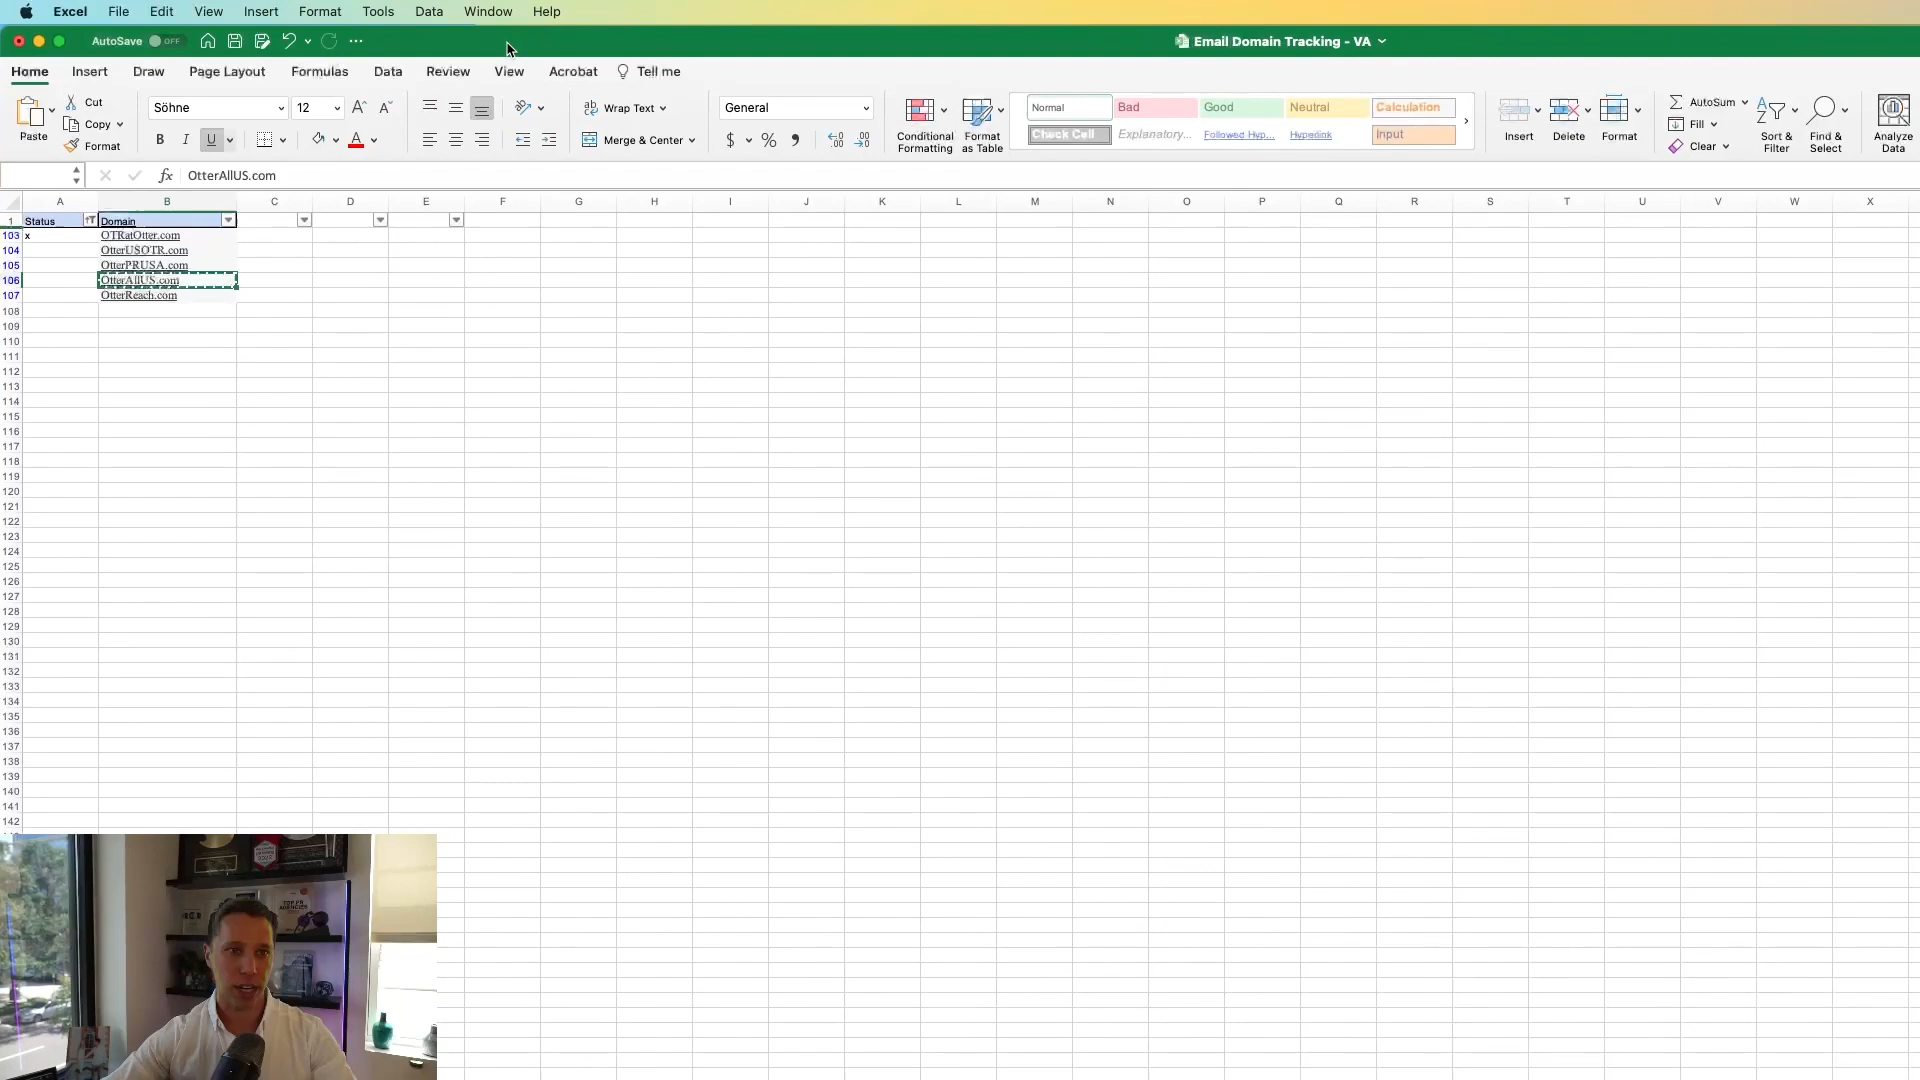 Excel File Edit View Insert Format Tools Data Window Help
AutoSave OFF
Email Domain Tracking - VA
Home Insert Draw Page Layout Formulas Data Review View Acrobat Tell me
Paste
Cut
Copy
Format
Söhne 12
B I U
Wrap Text
Merge & Center
General
$ %
Conditional Formatting
Format as Table
Normal Bad Good Neutral Calculation
Check Cell Explanatory... Followed Hyp... Hyperlink Input
Insert Delete Format
AutoSum
Fill
Clear
Sort & Filter
Find & Select
Analyze Data
fx OtterAllUS.com
A B C D E F G H I J K L M N O P Q R S T U V W X
1 Status Domain
103 x OTRatOtter.com
104 OtterUSOTR.com
105 OtterPRUSA.com
106 OtterAllUS.com
107 OtterReach.com
108
109
110
111
112
113
114
115
116
117
118
119
120
121
122
123
124
125
126
127
128
129
130
131
132
133
134
135
136
137
138
139
140
141
142
TOP PR
AGENCIES